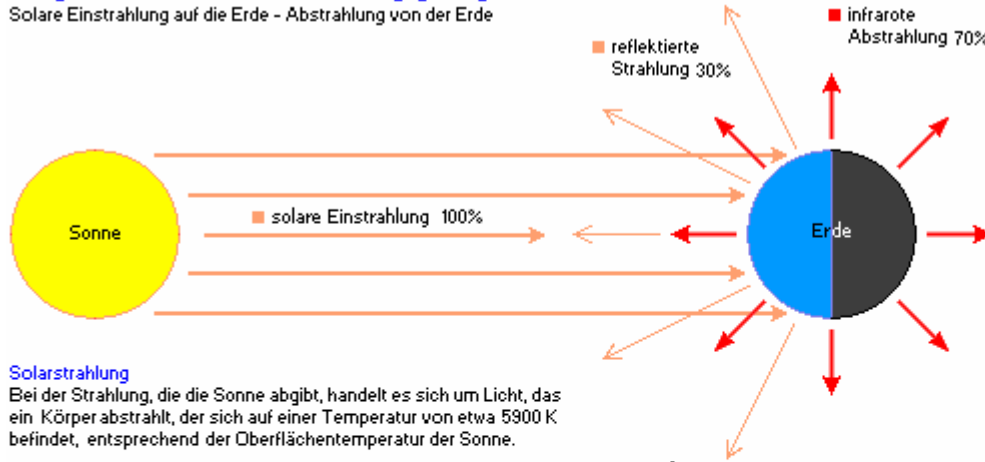 Solare Einstrahlung auf die Erde - Abstrahlung von der Erde
infrarote
Abstrahlung 70%
reflektierte
Strahlung 30%
solare Einstrahlung 100%
Sonne
Erde
Solarstrahlung
Bei der Strahlung, die die Sonne abgibt, handelt es sich um Licht, das
ein Körper abstrahlt, der sich auf einer Temperatur von etwa 5900 K
befindet, entsprechend der Oberflächentemperatur der Sonne.